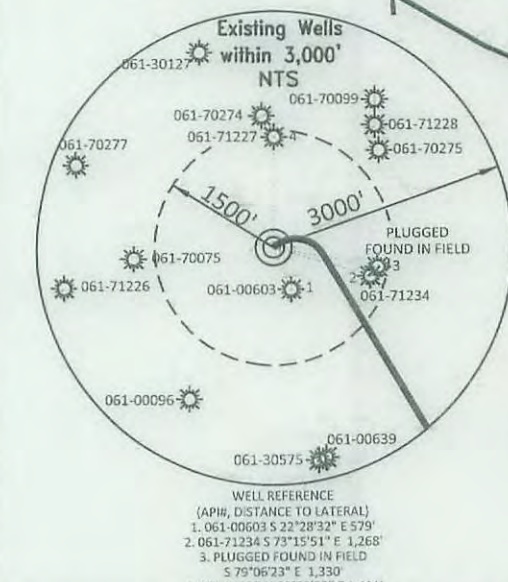 Existing Wells
within 3,000'
NTS
061-30127
061-70099
061-70274
061-71227
4
061-71228
061-70275
061-70277
1500'
3000'
PLUGGED
FOUND IN FIELD
061-70075
3
2
061-71226
061-00603
1
061-71234
061-00096
061-00639
061-30575
WELL REFERENCE
(API#, DISTANCE TO LATERAL)
1. 061-00603 S 22°28'32" E 579'
2. 061-71234 S 73°15'51" E 1,268'
3. PLUGGED FOUND IN FIELD
S 79°06'23" E 1,330'